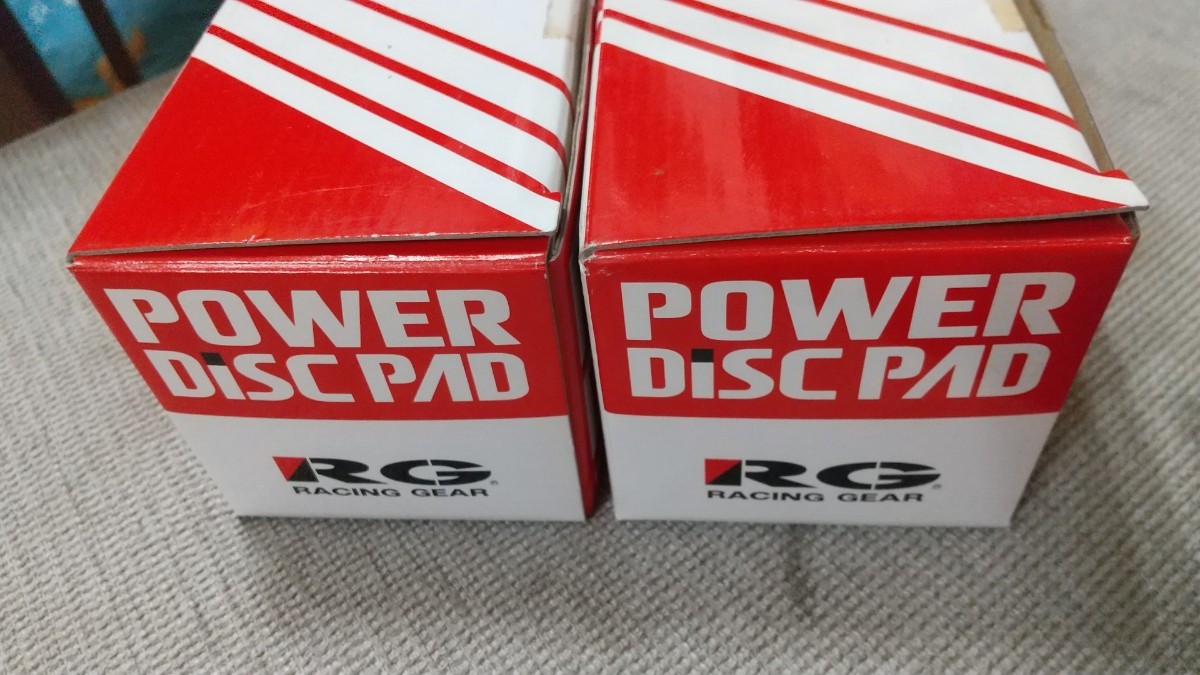 POWER
DiSC PAD
RG
RACING GEAR
POWER
DiSC PAD
RG
RACING GEAR